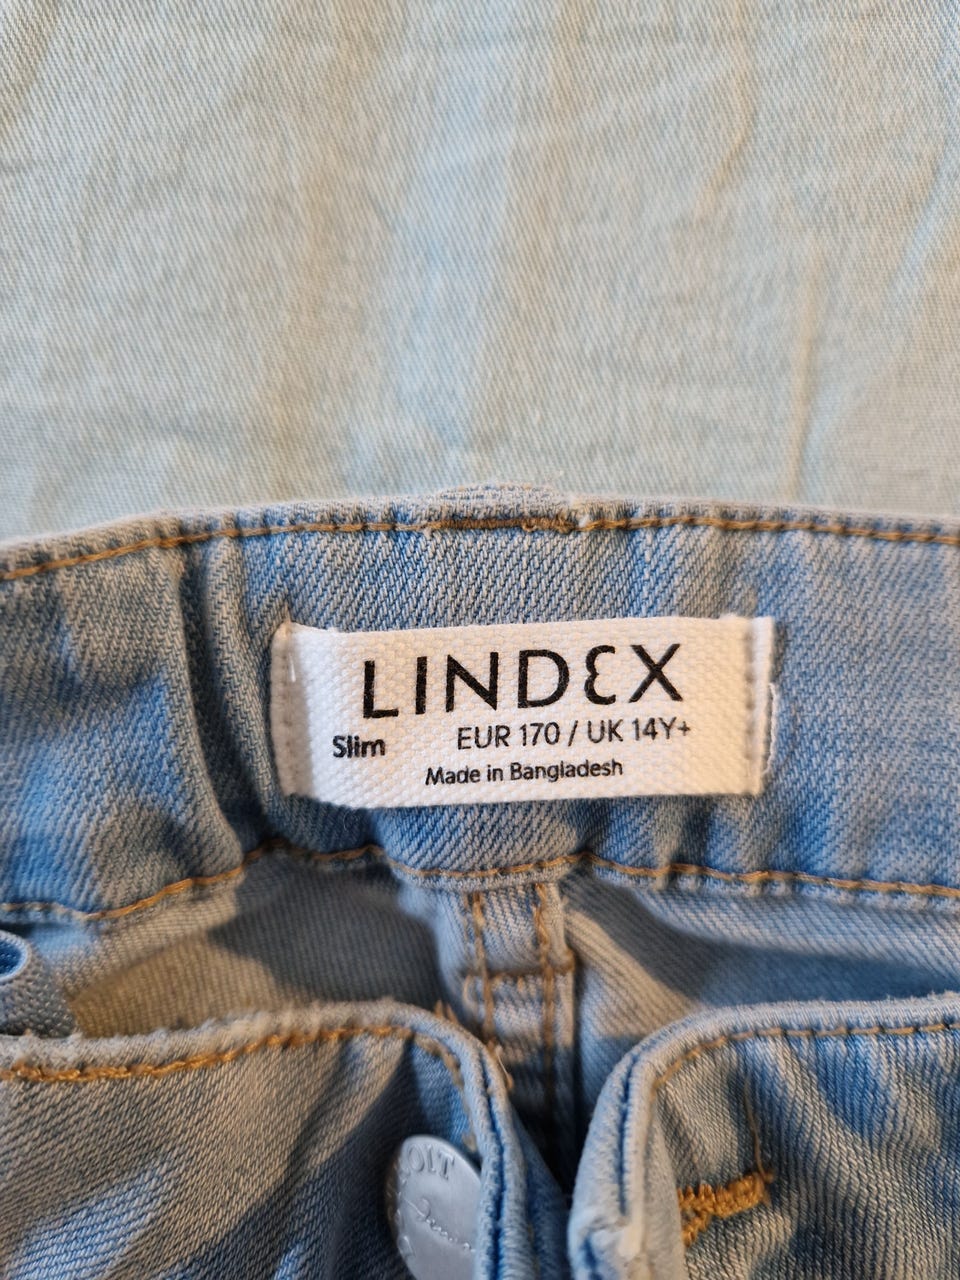 LINDEX
Slim EUR 170 / UK 14Y+
Made in Bangladesh